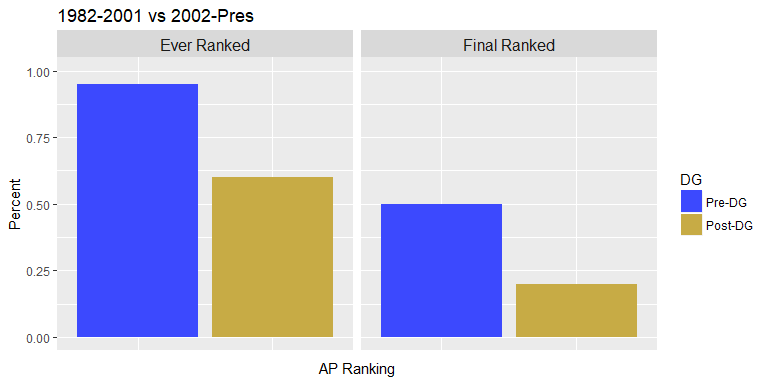 1982-2001 vs 2002-Pres
Ever Ranked
Final Ranked
1.00
0.75
0.50
0.25
0.00
Percent
AP Ranking
DG
Pre-DG
Post-DG